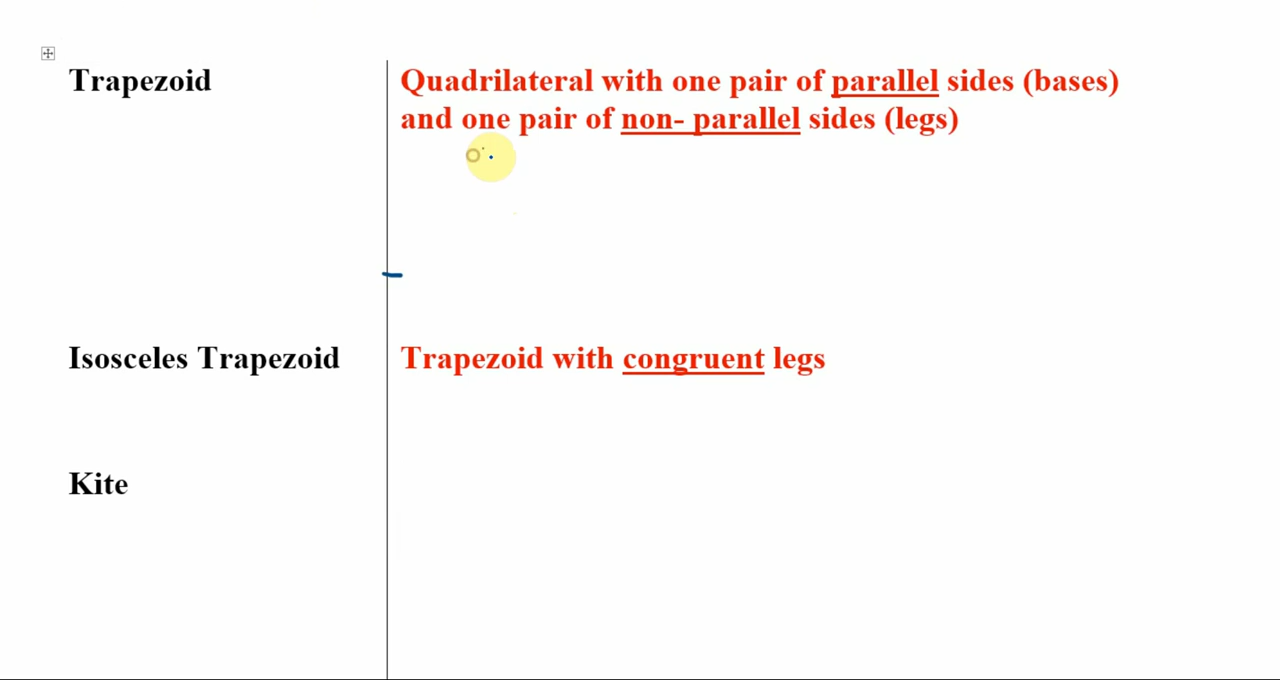 Trapezoid
Quadrilateral with one pair of parallel sides (bases)
and one pair of non- parallel sides (legs)
Isosceles Trapezoid
Trapezoid with congruent legs
Kite